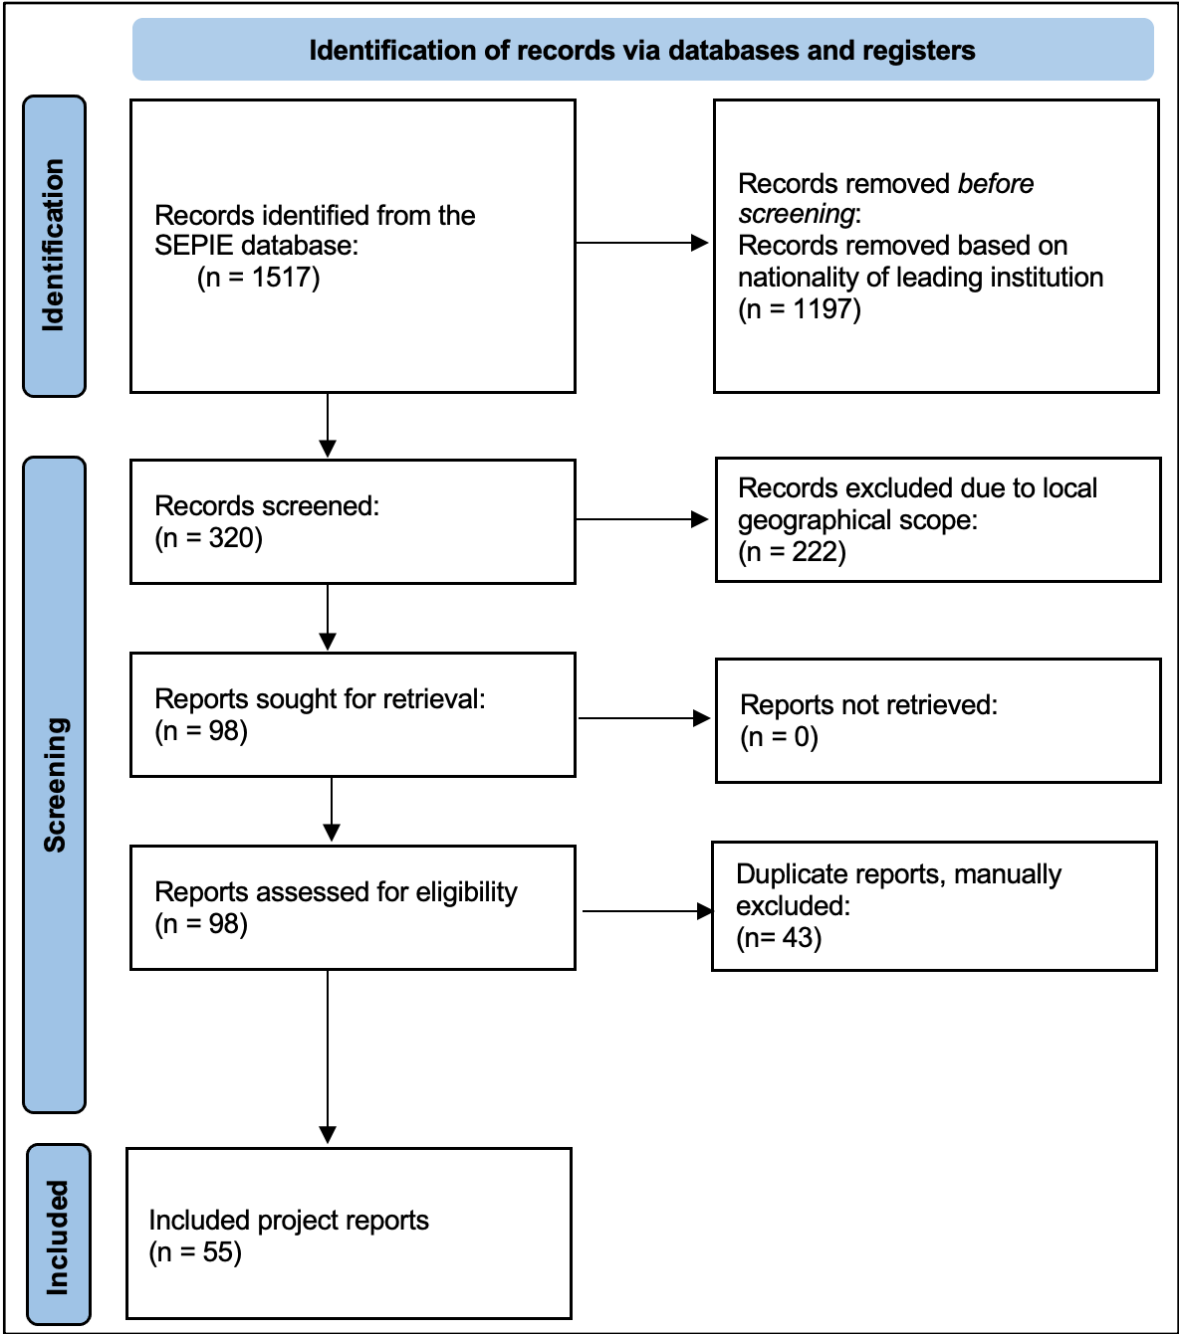 Identification of records via databases and registers
Identification
Records identified from the
SEPIE database:
(n = 1517)
Records removed before
screening:
Records removed based on
nationality of leading institution
(n = 1197)
Screening
Records screened:
(n = 320)
Records excluded due to local
geographical scope:
(n = 222)
Reports sought for retrieval:
(n = 98)
Reports not retrieved:
(n = 0)
Reports assessed for eligibility
(n = 98)
Duplicate reports, manually
excluded:
(n= 43)
Included
Included project reports
(n = 55)